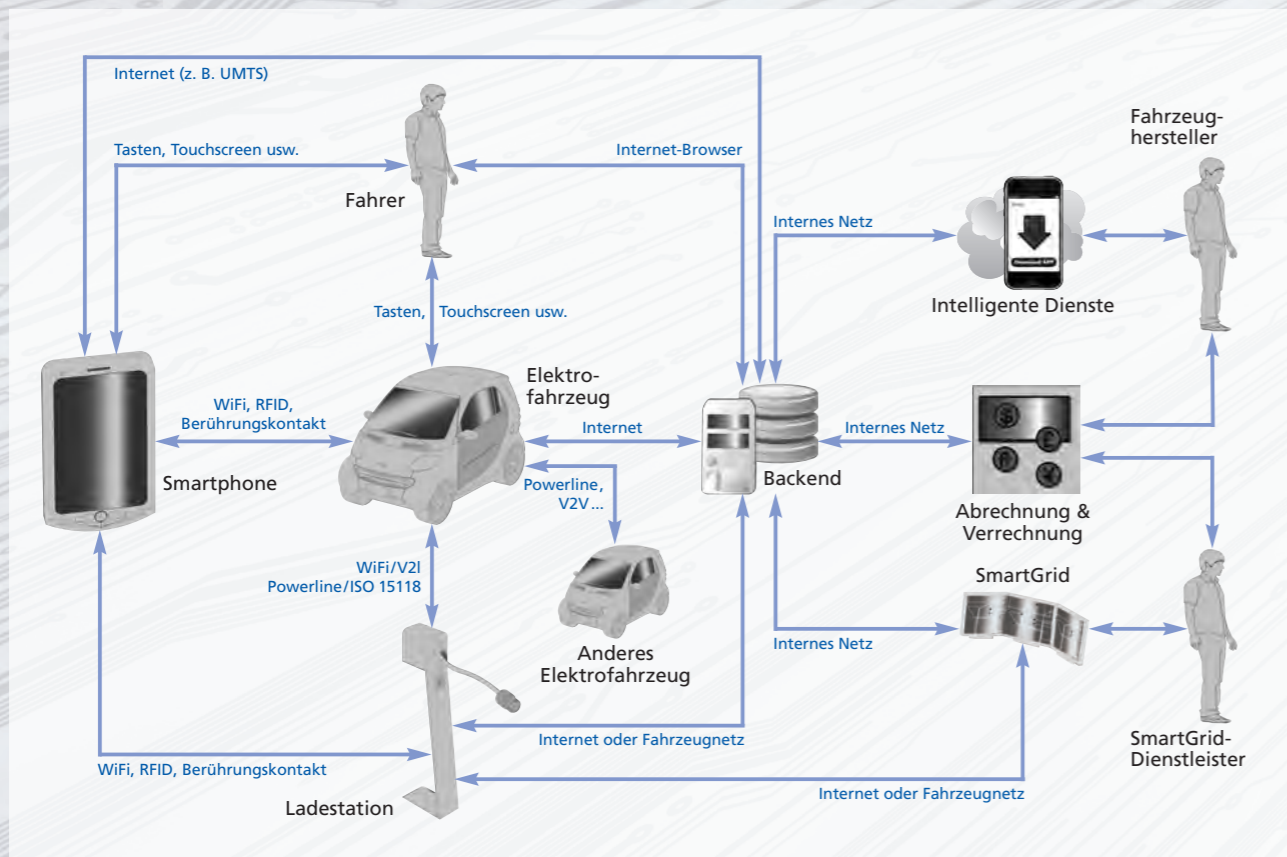 Internet (z. B. UMTS)
Tasten, Touchscreen usw.
Internet-Browser
Fahrer
Fahrzeug-
hersteller
Internes Netz
Intelligente Dienste
Tasten, Touchscreen usw.
Elektro-
fahrzeug
WiFi, RFID,
Berührungskontakt
Smartphone
Internet
Powerline,
V2V...
Backend
Internes Netz
Abrechnung &
Verrechnung
WiFi/V2I
Powerline/ISO 15118
SmartGrid
Internes Netz
Anderes
Elektrofahrzeug
Internet oder Fahrzeugnetz
SmartGrid-
Dienstleister
WiFi, RFID, Berührungskontakt
Internet oder Fahrzeugnetz
Ladestation